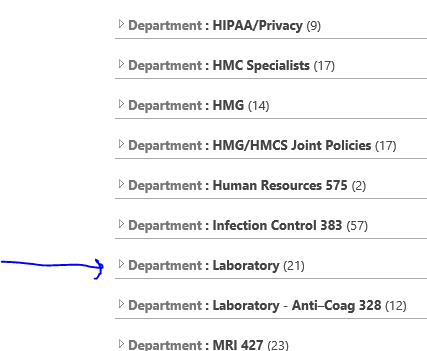 Department : HIPAA/Privacy (9)
Department : HMC Specialists (17)
Department : HMG (14)
Department : HMG/HMCS Joint Policies (17)
Department : Human Resources 575 (2)
Department : Infection Control 383 (57)
Department : Laboratory (21)
Department : Laboratory - Anti–Coag 328 (12)
Department : MRI 427 (23)